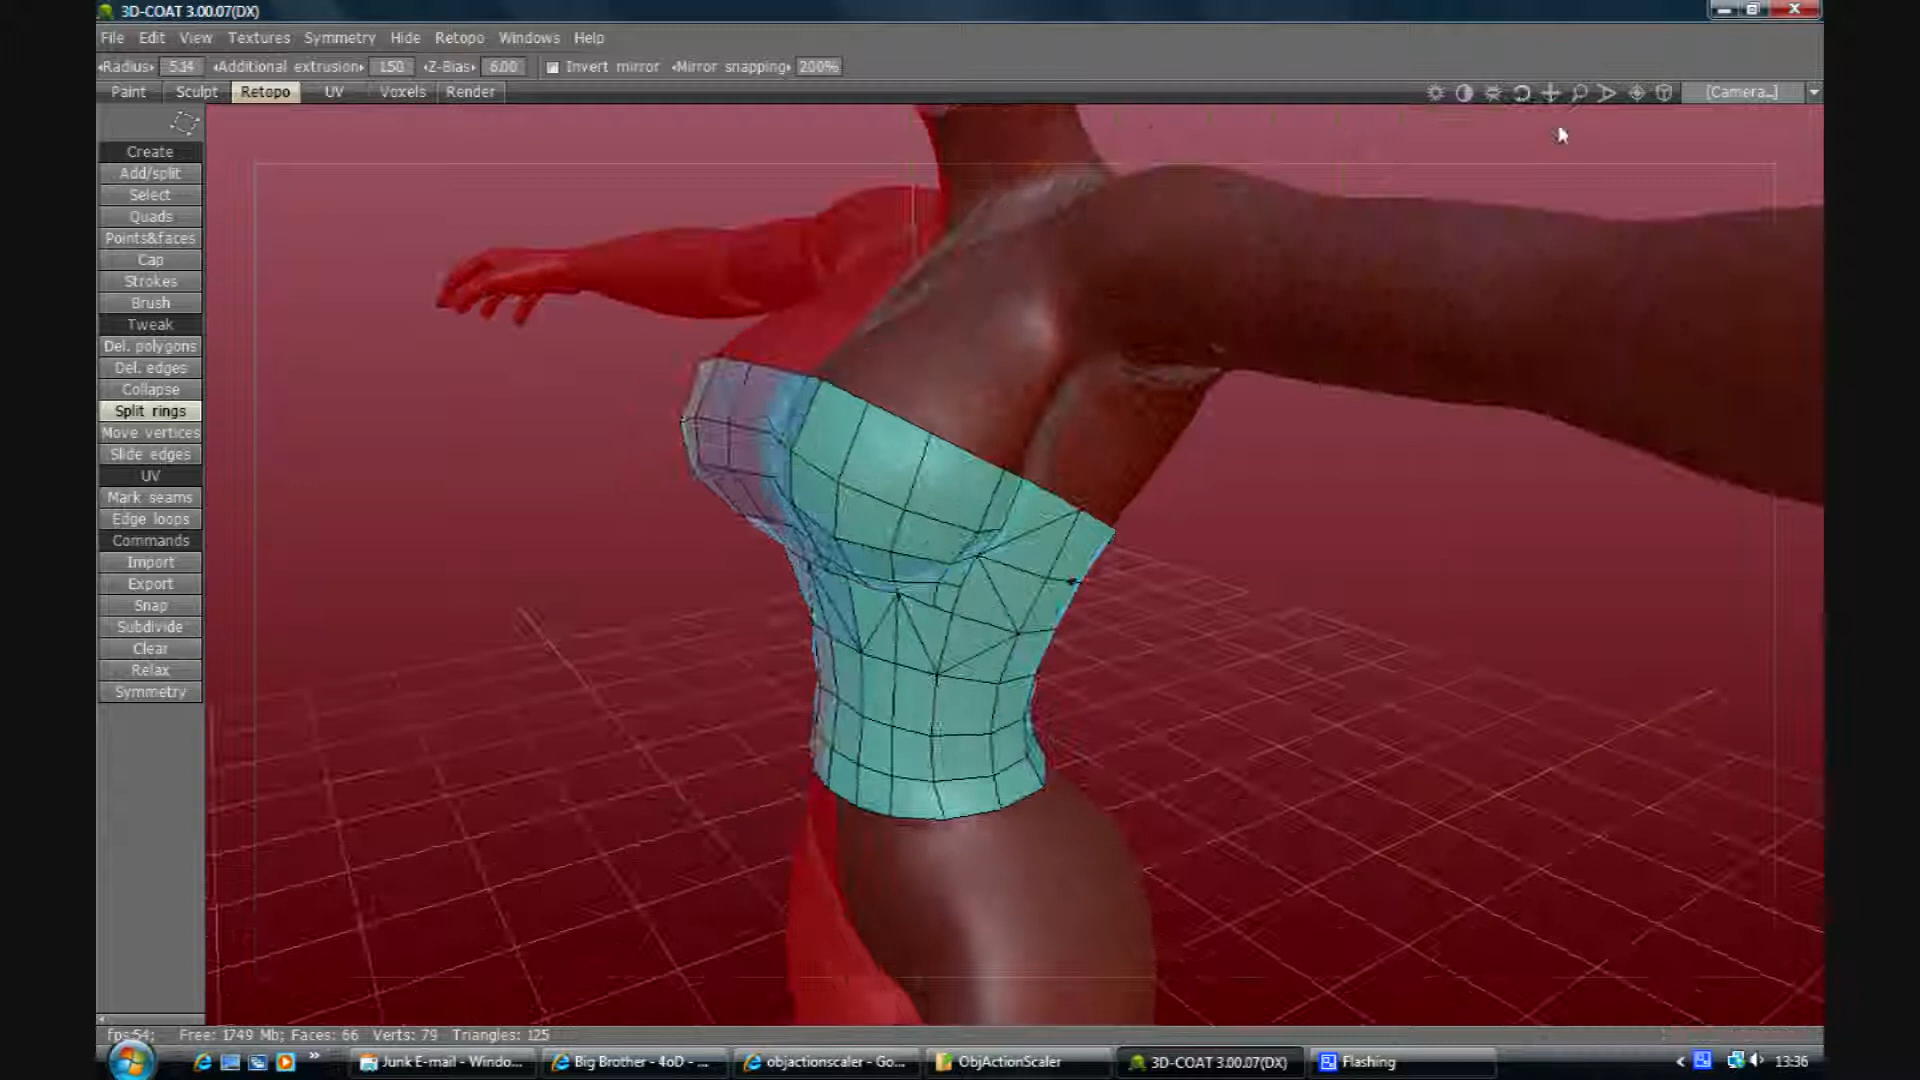 3D-COAT 3.00.07(DX)
File Edit View Textures Symmetry Hide Retopo Windows Help
Radius 5.14 Additional extrusion 1.50 Z-Bias 6.00 Invert mirror Mirror snapping 200%
Paint Sculpt Retopo UV Voxels Render [Camera_]
Create
Add/split
Select
Quads
Points&faces
Cap
Strokes
Brush
Tweak
Del. polygons
Del. edges
Collapse
Split rings
Move vertices
Slide edges
UV
Mark seams
Edge loops
Commands
Import
Export
Snap
Subdivide
Clear
Relax
Symmetry
fps:54; Free: 1749 Mb; Faces: 66 Verts: 79 Triangles: 125
Junk E-mail - Windo... Big Brother - 4oD - ... objactionscaler - Go... ObjActionScaler 3D-COAT 3.00.07(DX) Flashing 13:36